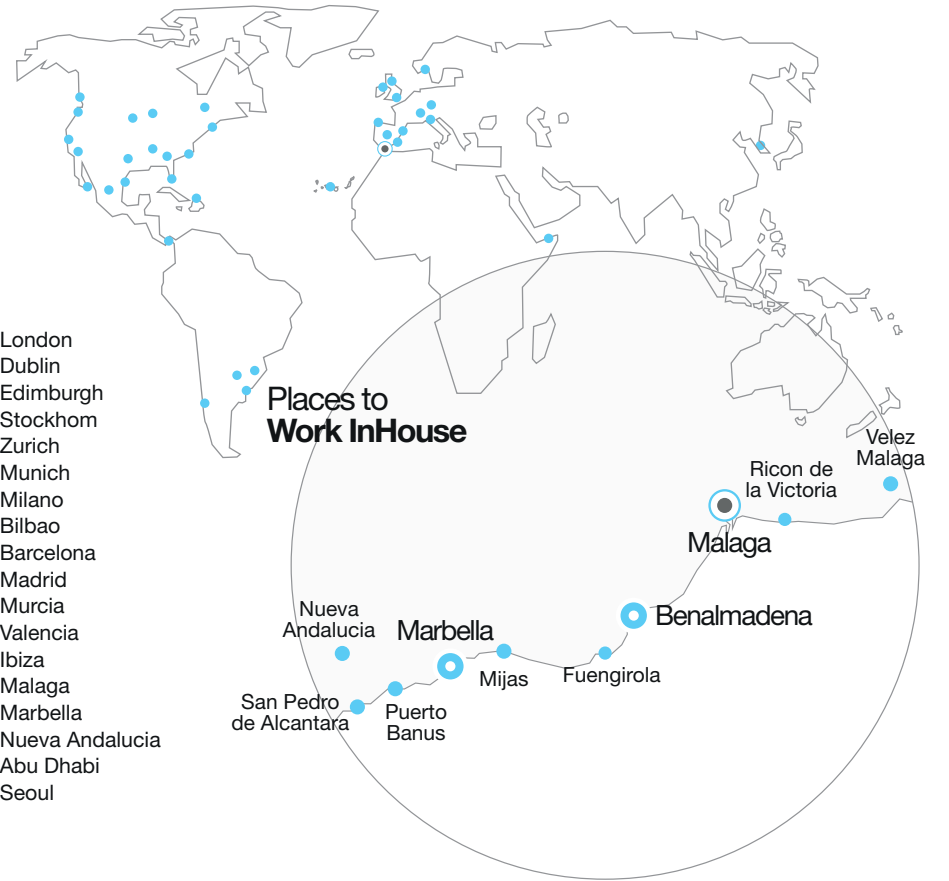 London
Dublin
Edimburgh
Stockhom
Zurich
Munich
Milano
Bilbao
Barcelona
Madrid
Murcia
Valencia
Ibiza
Malaga
Marbella
Nueva Andalucia
Abu Dhabi
Seoul
Places to
Work InHouse
Velez
Malaga
Ricon de
la Victoria
Malaga
Benalmadena
Fuengirola
Mijas
Marbella
Nueva
Andalucia
Puerto
Banus
San Pedro
de Alcantara